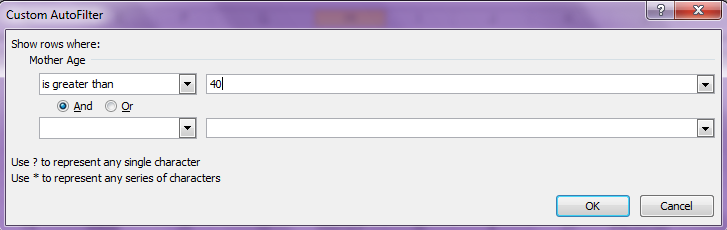 Custom AutoFilter
Show rows where:
Mother Age
is greater than 40
And Or
Use ? to represent any single character
Use * to represent any series of characters
OK Cancel